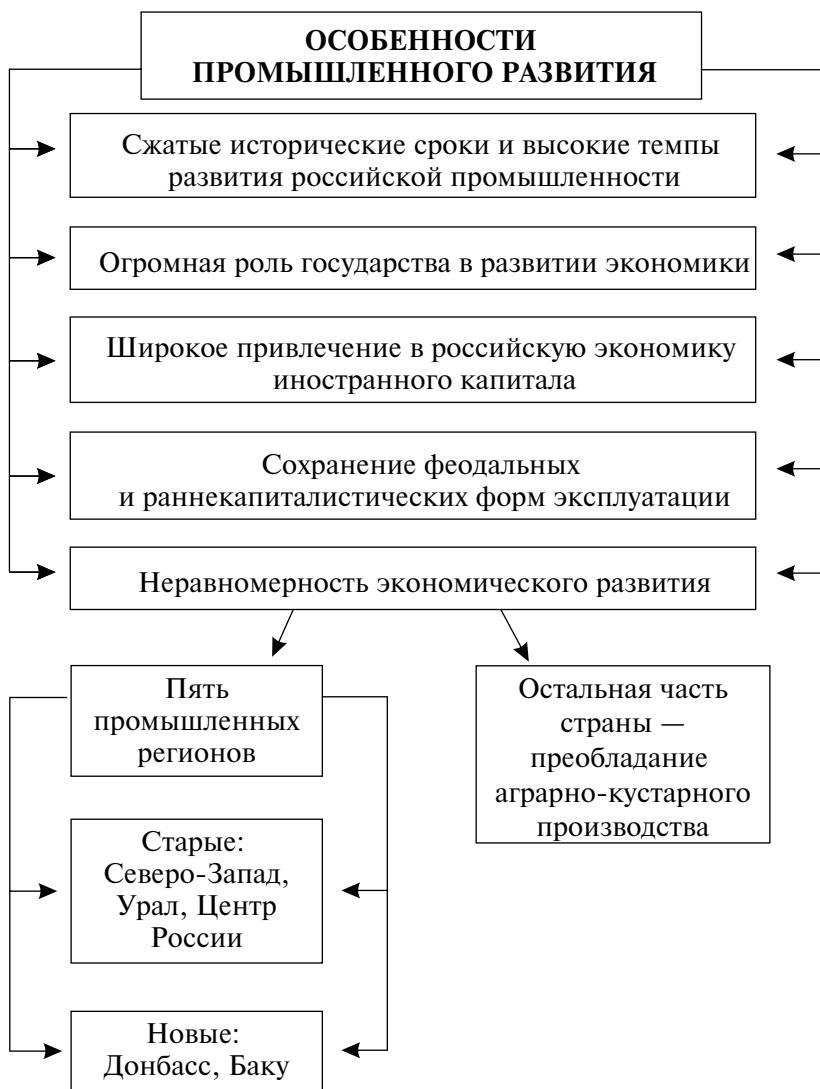 ОСОБЕННОСТИ
ПРОМЫШЛЕННОГО РАЗВИТИЯ
Сжатые исторические сроки и высокие темпы
развития российской промышленности
Огромная роль государства в развитии экономики
Широкое привлечение в российскую экономику
иностранного капитала
Сохранение феодальных
и раннекапиталистических форм эксплуатации
Неравномерность экономического развития
Пять
промышленных
регионов
Остальная часть
страны —
преобладание
аграрно-кустарного
производства
Старые:
Северо-Запад,
Урал, Центр
России
Новые:
Донбасс, Баку